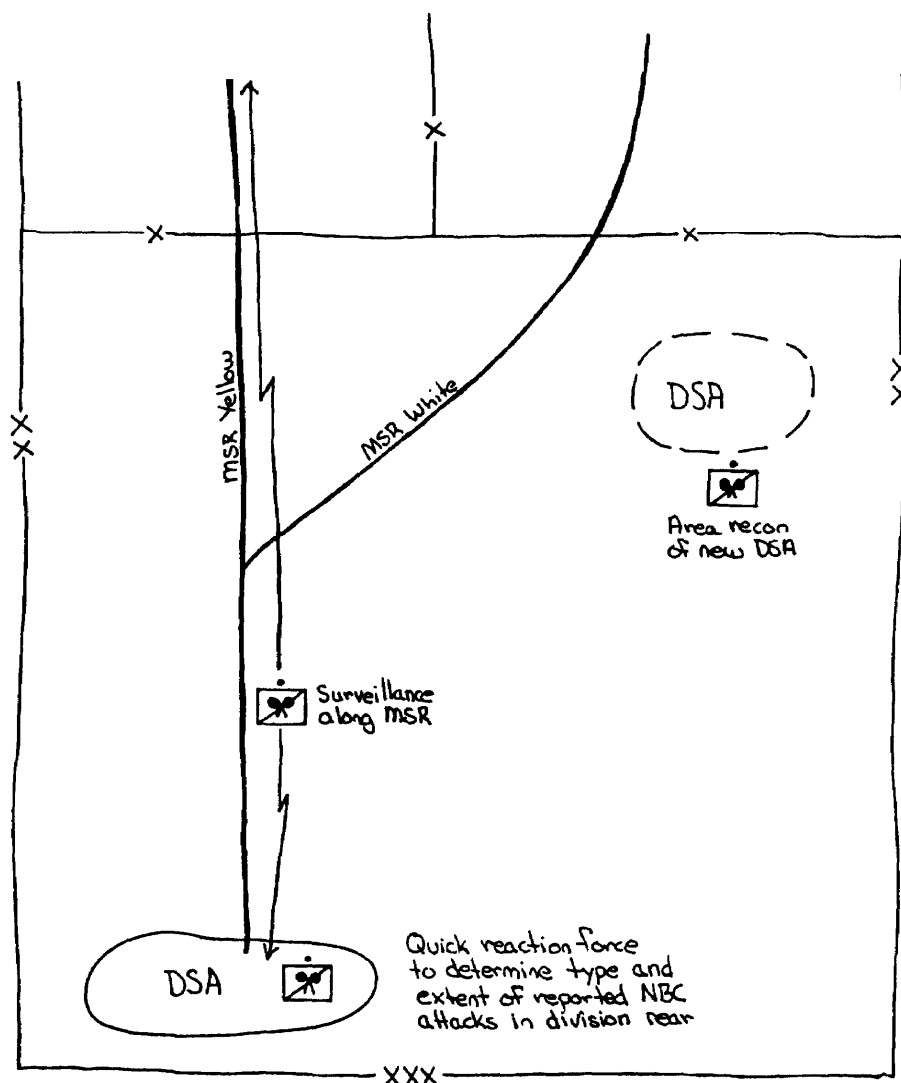 X
X
X
MSR Yellow
MSR White
DSA
XX
XX
Area recon
of new DSA
Surveillance
along MSR
DSA
Quick reaction force
to determine type and
extent of reported NBC
attacks in division rear
XXX